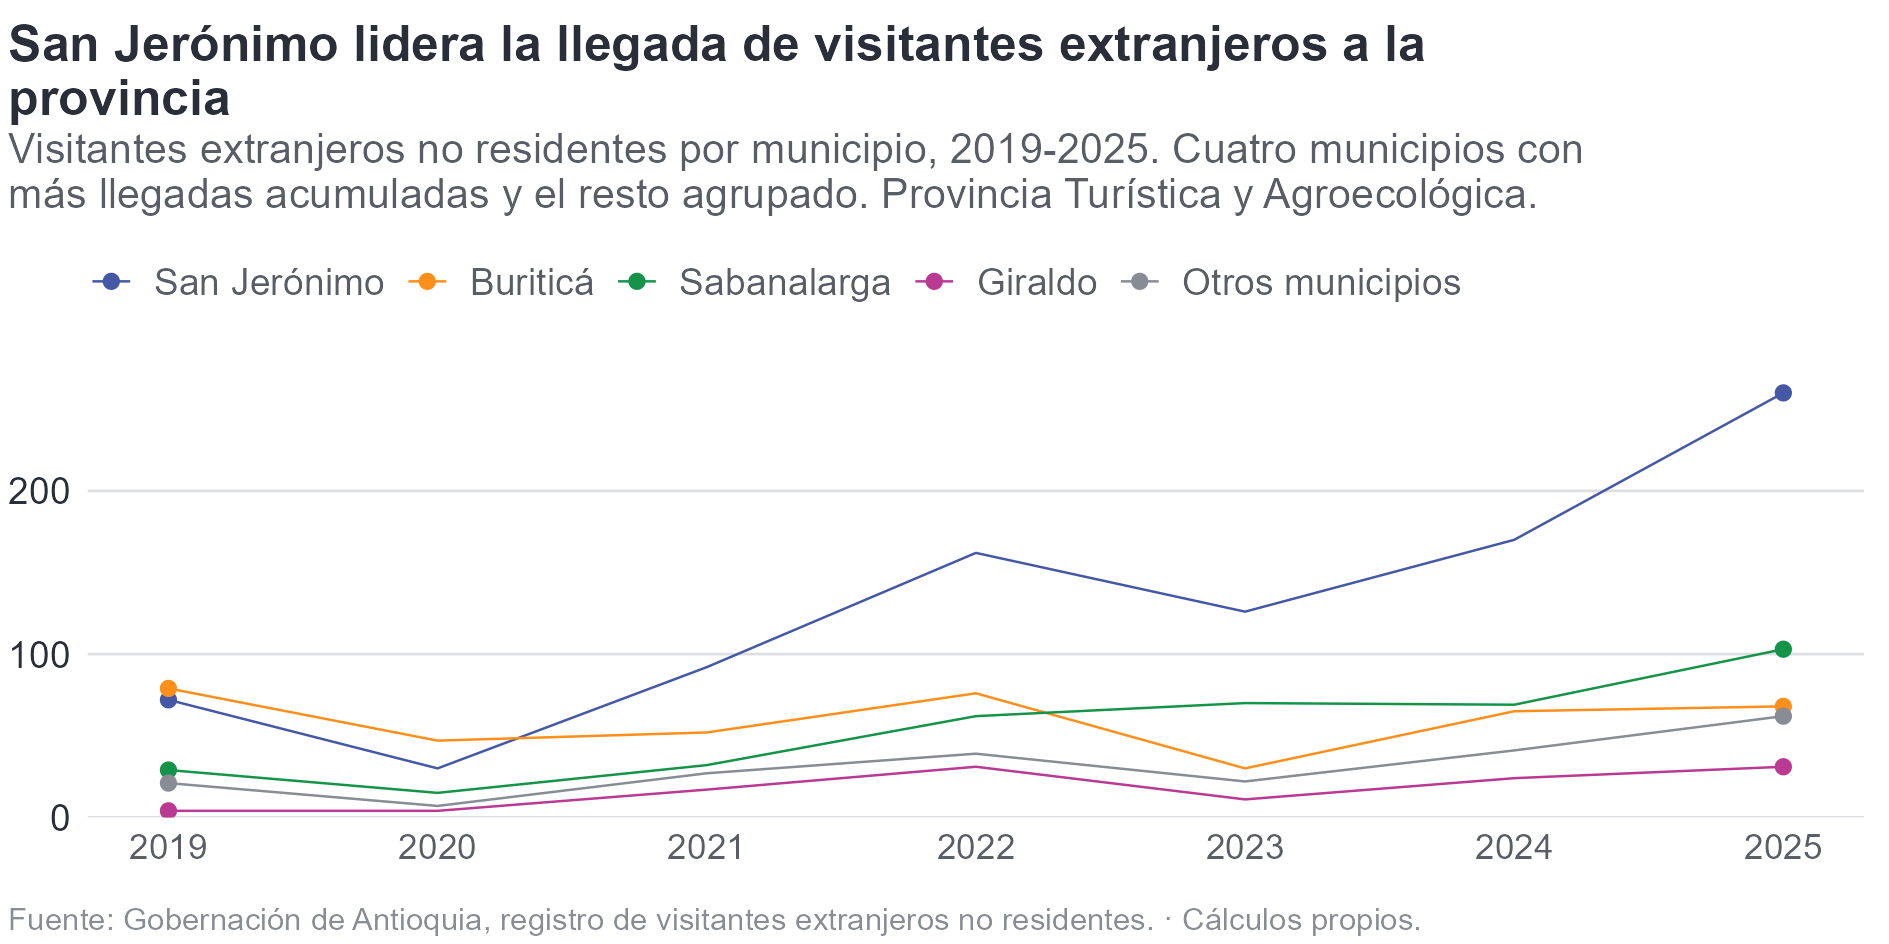 San Jerónimo lidera la llegada de visitantes extranjeros a la
provincia
Visitantes extranjeros no residentes por municipio, 2019-2025. Cuatro municipios con
más llegadas acumuladas y el resto agrupado. Provincia Turística y Agroecológica.
San Jerónimo Buriticá Sabanalarga Giraldo Otros municipios
200
100
0
2019 2020 2021 2022 2023 2024 2025
Fuente: Gobernación de Antioquia, registro de visitantes extranjeros no residentes. · Cálculos propios.